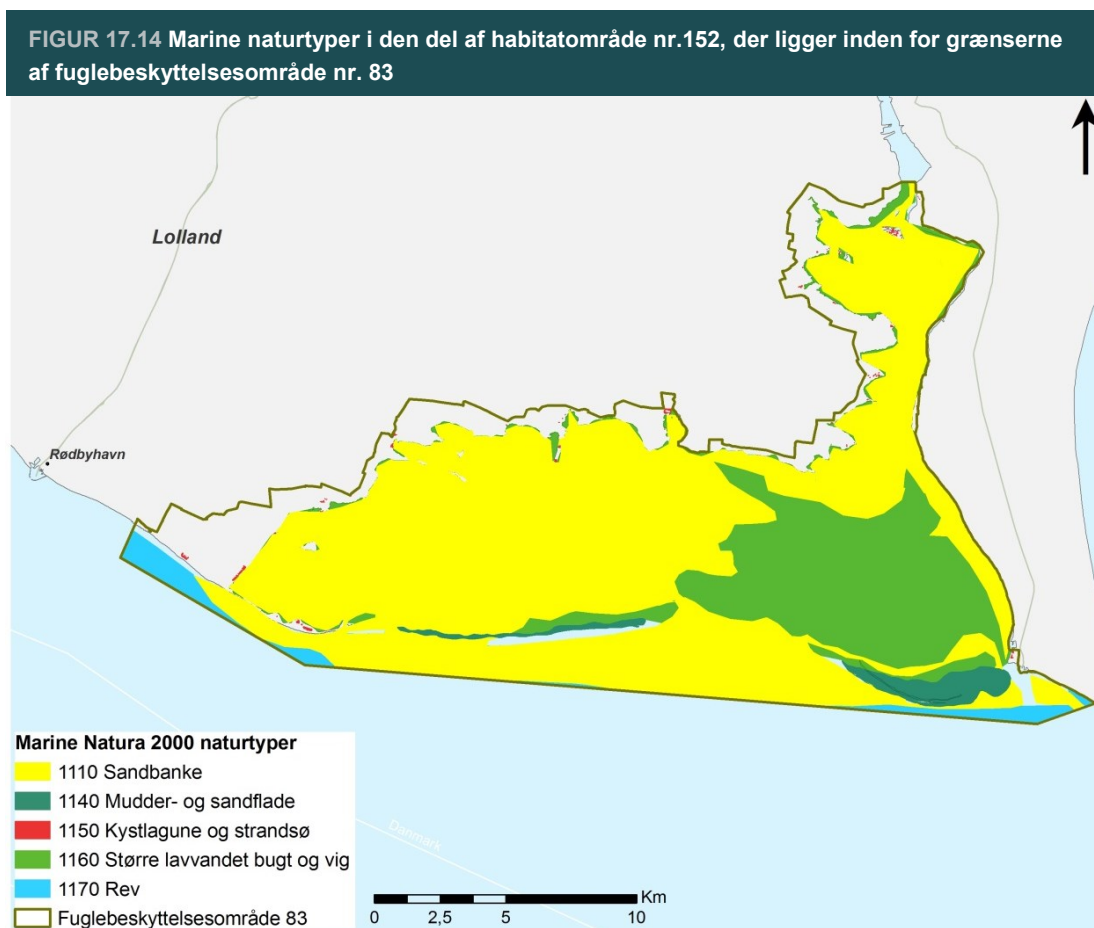 FIGUR 17.14 Marine naturtyper i den del af habitatområde nr.152, der ligger inden for grænserne
af fuglebeskyttelsesområde nr. 83
Lolland
Rødbyhavn
Danmark
Marine Natura 2000 naturtyper
1110 Sandbanke
1140 Mudder- og sandflade
1150 Kystlagune og strandsø
1160 Større lavvandet bugt og vig
1170 Rev
Fuglebeskyttelsesområde 83
Km
0 2,5 5 10